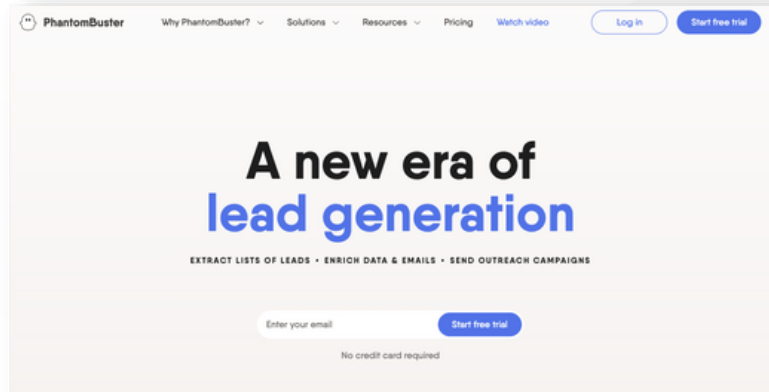 PhantomBuster Why PhantomBuster? Solutions Resources Pricing Watch video Log in Start free trial
A new era of
lead generation
EXTRACT LISTS OF LEADS • ENRICH DATA & EMAILS • SEND OUTREACH CAMPAIGNS
Enter your email Start free trial
No credit card required